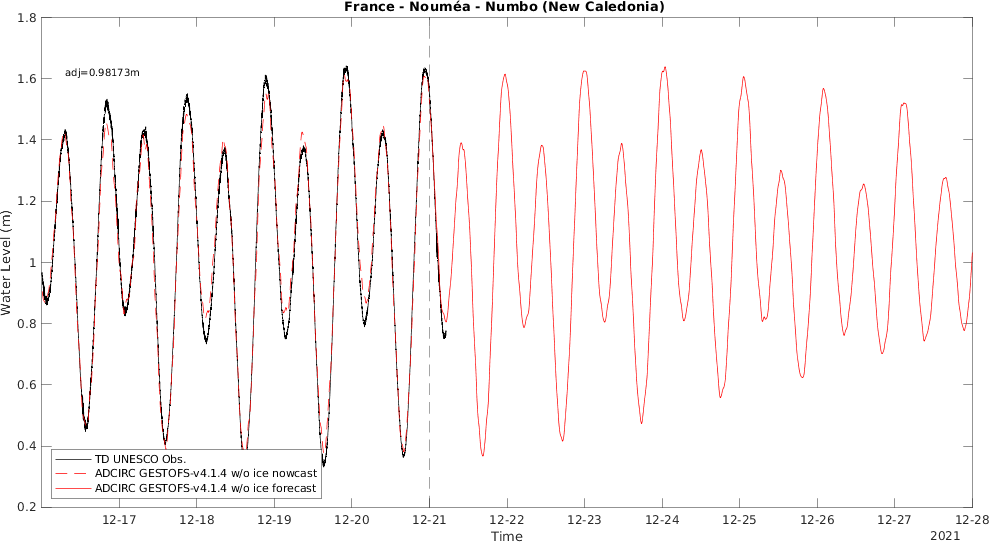 France - Nouméa - Numbo (New Caledonia)
adj=0.98173m
1.8
1.6
1.4
1.2
1
0.8
0.6
0.4
0.2
Water Level (m)
TD UNESCO Obs.
ADCIRC GESTOFS-v4.1.4 w/o ice nowcast
ADCIRC GESTOFS-v4.1.4 w/o ice forecast
12-17 12-18 12-19 12-20 12-21 12-22 12-23 12-24 12-25 12-26 12-27 12-28
Time
2021